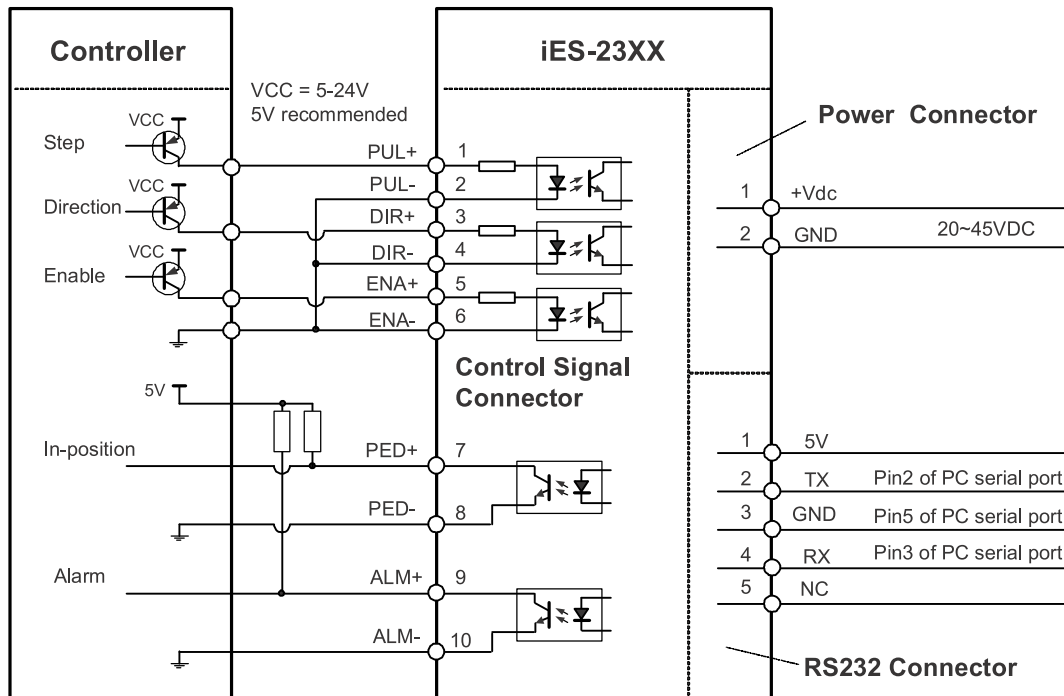 Controller
iES-23XX
VCC = 5-24V
5V recommended
Power Connector
VCC
Step
PUL+ 1
PUL- 2
VCC
Direction
DIR+ 3
DIR- 4
VCC
Enable
ENA+ 5
ENA- 6
1 +Vdc
2 GND 20~45VDC
Control Signal
Connector
5V
In-position
PED+ 7
PED- 8
Alarm
ALM+ 9
ALM- 10
1 5V
2 TX Pin2 of PC serial port
3 GND Pin5 of PC serial port
4 RX Pin3 of PC serial port
5 NC
RS232 Connector